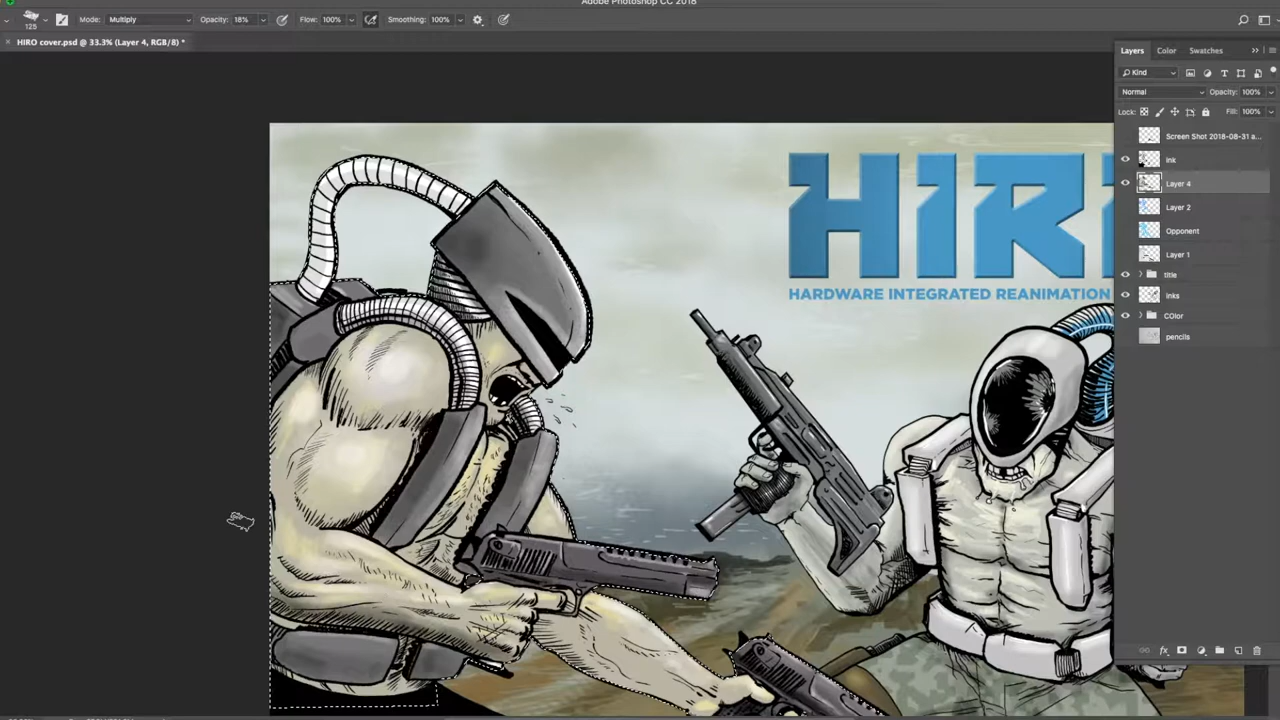 Adobe Photoshop CC 2018
125 Mode: Multiply Opacity: 18% Flow: 100% Smoothing: 100%
× HIRO cover.psd @ 33.3% (Layer 4, RGB/8) *
Layers Color Swatches
Kind
Normal Opacity: 100%
Lock: Fill: 100%
Screen Shot 2018-08-31 a...
ink
Layer 4
Layer 2
Opponent
Layer 1
title
inks
COlor
pencils
HIR
HARDWARE INTEGRATED REANIMATION